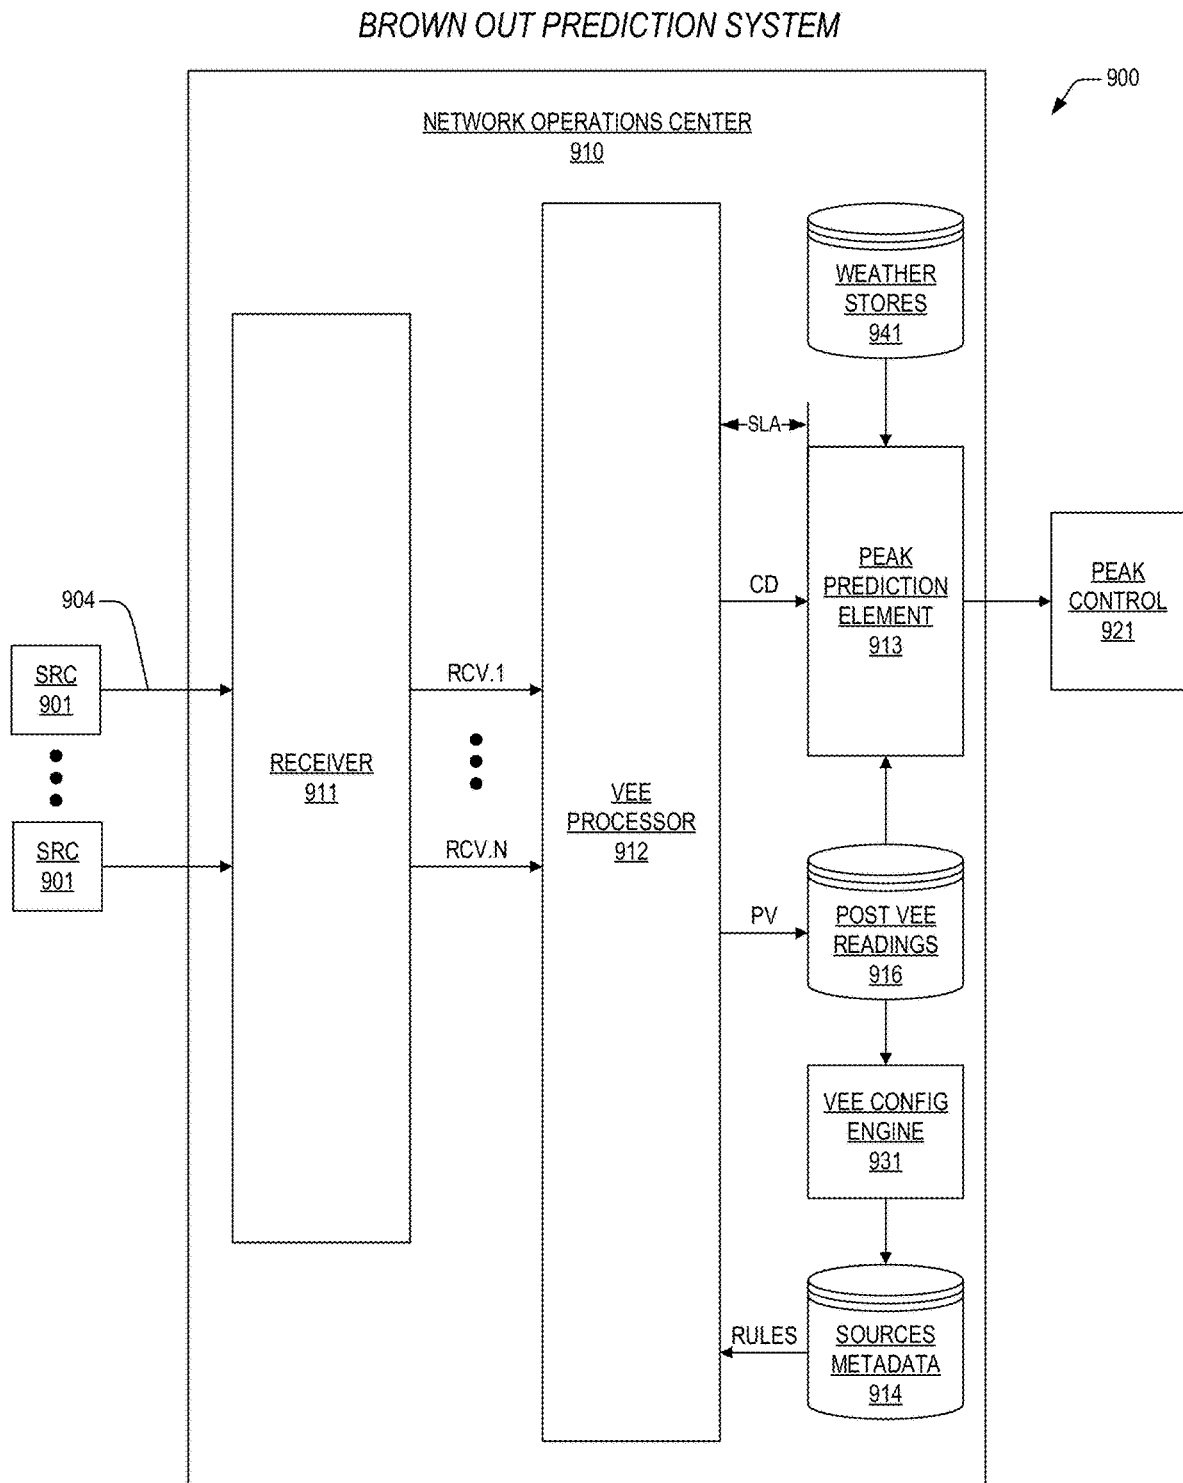 BROWN OUT PREDICTION SYSTEM
900
NETWORK OPERATIONS CENTER
910
WEATHER
STORES
941
SLA
PEAK
PREDICTION
ELEMENT
913
CD
PEAK
CONTROL
921
904
SRC
901
RCV.1
RECEIVER
911
VEE
PROCESSOR
912
SRC
901
RCV.N
PV
POST VEE
READINGS
916
VEE CONFIG
ENGINE
931
RULES
SOURCES
METADATA
914